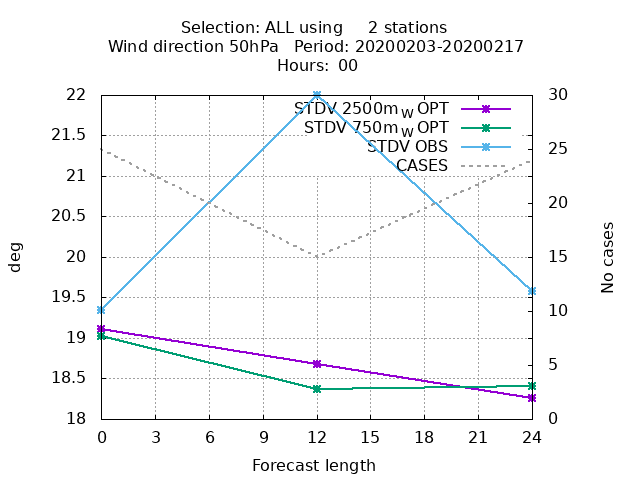 Selection: ALL using 2 stations
Wind direction 50hPa Period: 20200203-20200217
Hours: 00
STDV 2500m_W OPT
STDV 750m_W OPT
STDV OBS
CASES
22
21.5
21
20.5
20
19.5
19
18.5
18
30
25
20
15
10
5
0
deg
No cases
0 3 6 9 12 15 18 21 24
Forecast length